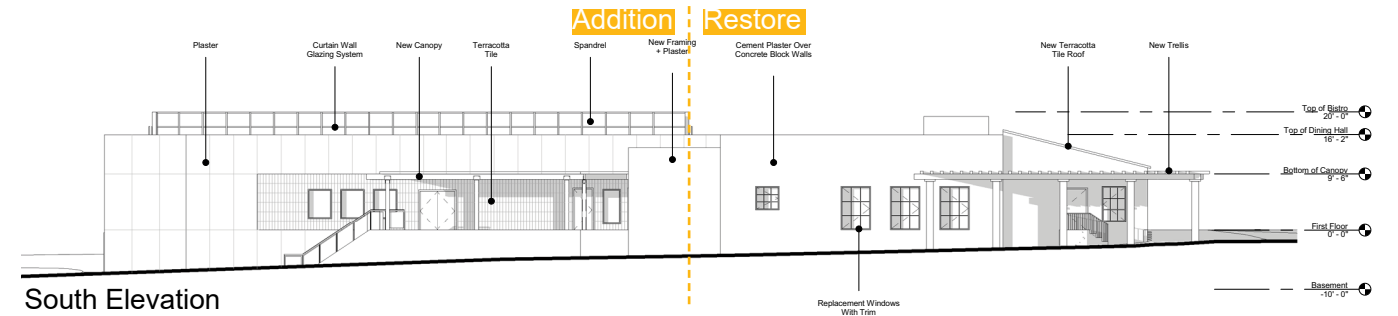 Addition
Restore
Plaster
Curtain Wall
Glazing System
New Canopy
Terracotta
Tile
Spandrel
New Framing
+ Plaster
Cement Plaster Over
Concrete Block Walls
New Terracotta
Tile Roof
New Trellis
Top of Bistro
20' - 0"
Top of Dining Hall
16' - 2"
Bottom of Canopy
9' - 6"
First Floor
0' - 0"
Basement
-10' - 0"
Replacement Windows
With Trim
South Elevation